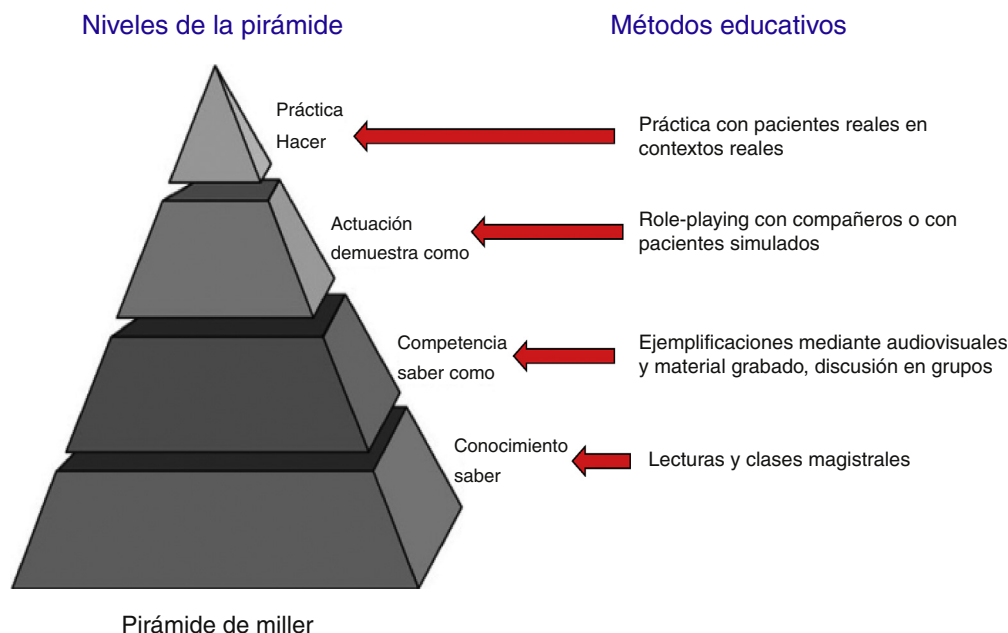 Niveles de la pirámide
Métodos educativos
Práctica
Hacer
Práctica con pacientes reales en
contextos reales
Actuación
demuestra como
Role-playing con compañeros o con
pacientes simulados
Competencia
saber como
Ejemplificaciones mediante audiovisuales
y material grabado, discusión en grupos
Conocimiento
saber
Lecturas y clases magistrales
Pirámide de miller